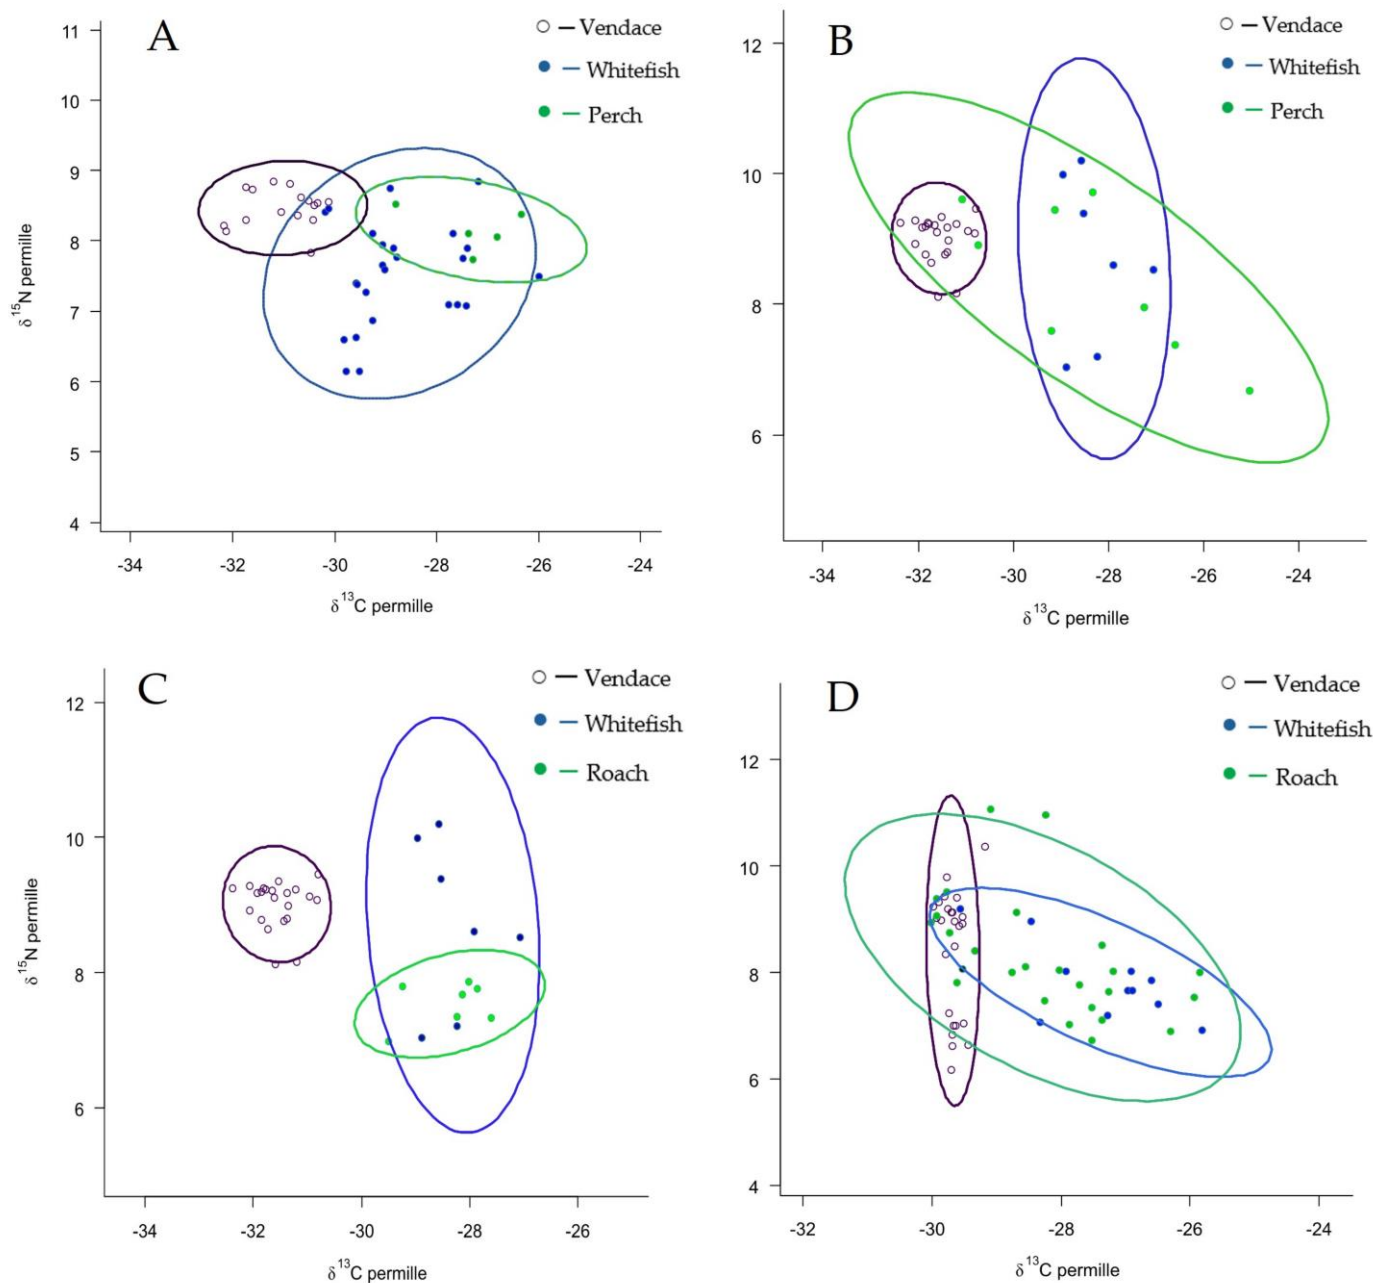 A
11
10
9
8
7
6
5
4
δ 15N permille
-34 -32 -30 -28 -26 -24
δ 13C permille
Vendace
Whitefish
Perch
B
12
10
8
6
-34 -32 -30 -28 -26 -24
δ 13C permille
Vendace
Whitefish
Perch
C
12
10
8
6
δ 15N permille
-34 -32 -30 -28 -26
δ 13C permille
Vendace
Whitefish
Roach
D
12
10
8
6
4
-32 -30 -28 -26 -24
δ 13C permille
Vendace
Whitefish
Roach